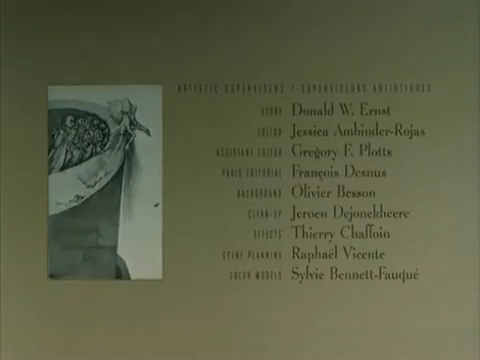 ARTISTIC SUPERVISERS / SUPERVISEURS ARTISTIQUES
STORY Donald W. Ernst
EDITOR Jessica Ambinder-Rojas
ASSISTANT EDITOR Gregory F. Plotts
PARIS EDITORIAL François Desnus
BACKGROUND Olivier Besson
CLEAN-UP Jeroen Dejonckheere
EFFECTS Thierry Chaffoin
SCENE PLANNING Raphaël Vicente
COLOR MODELS Sylvie Bennett-Fauqué